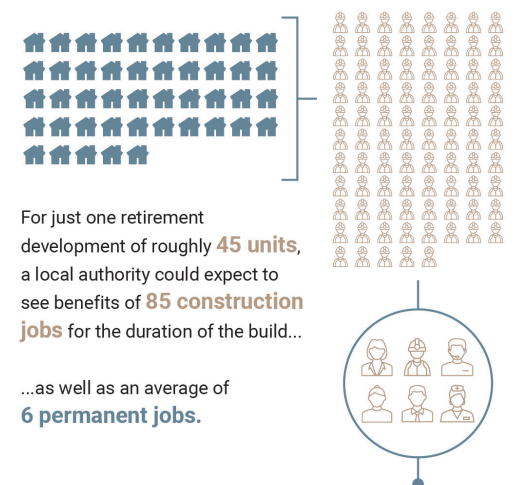 For just one retirement
development of roughly 45 units,
a local authority could expect to
see benefits of 85 construction
jobs for the duration of the build...
...as well as an average of
6 permanent jobs.